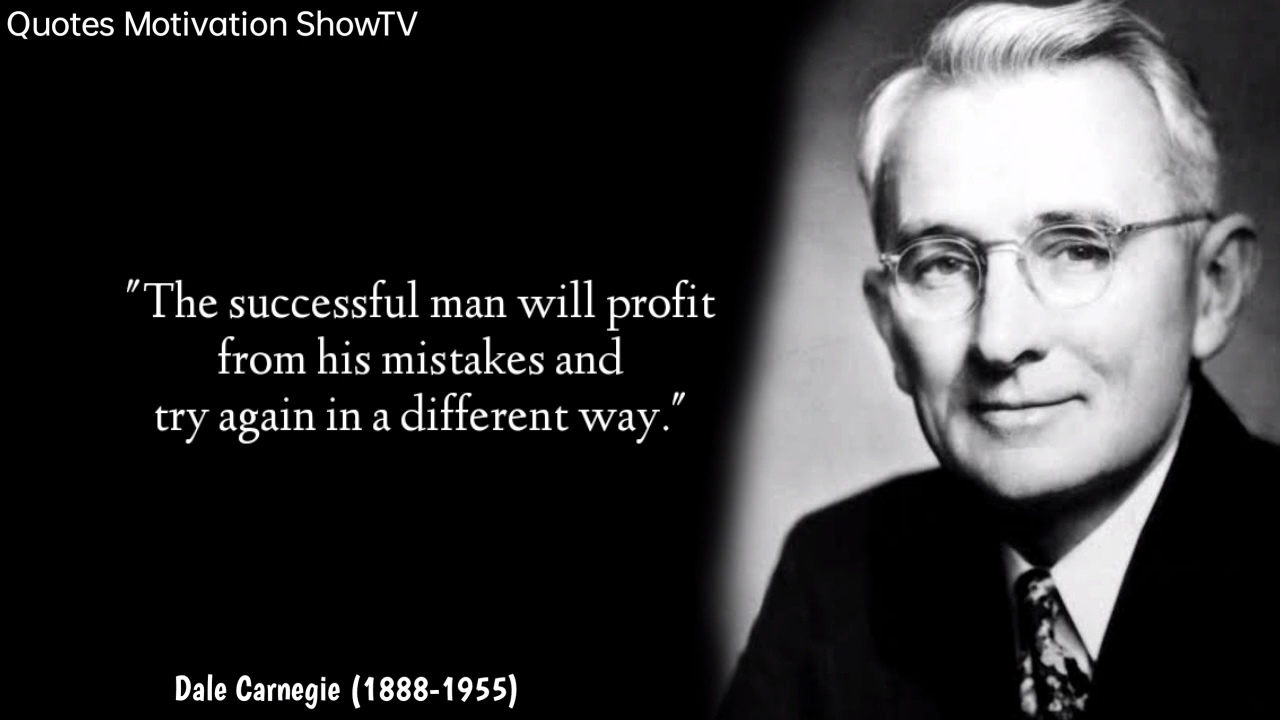 Quotes Motivation ShowTV
"The successful man will profit
from his mistakes and
try again in a different way."
Dale Carnegie (1888-1955)